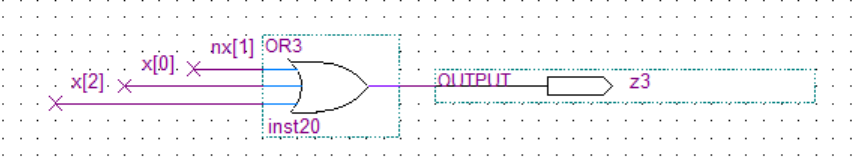 nx[1] OR3
x[0]
x[2]
OUTPUT z3
inst20